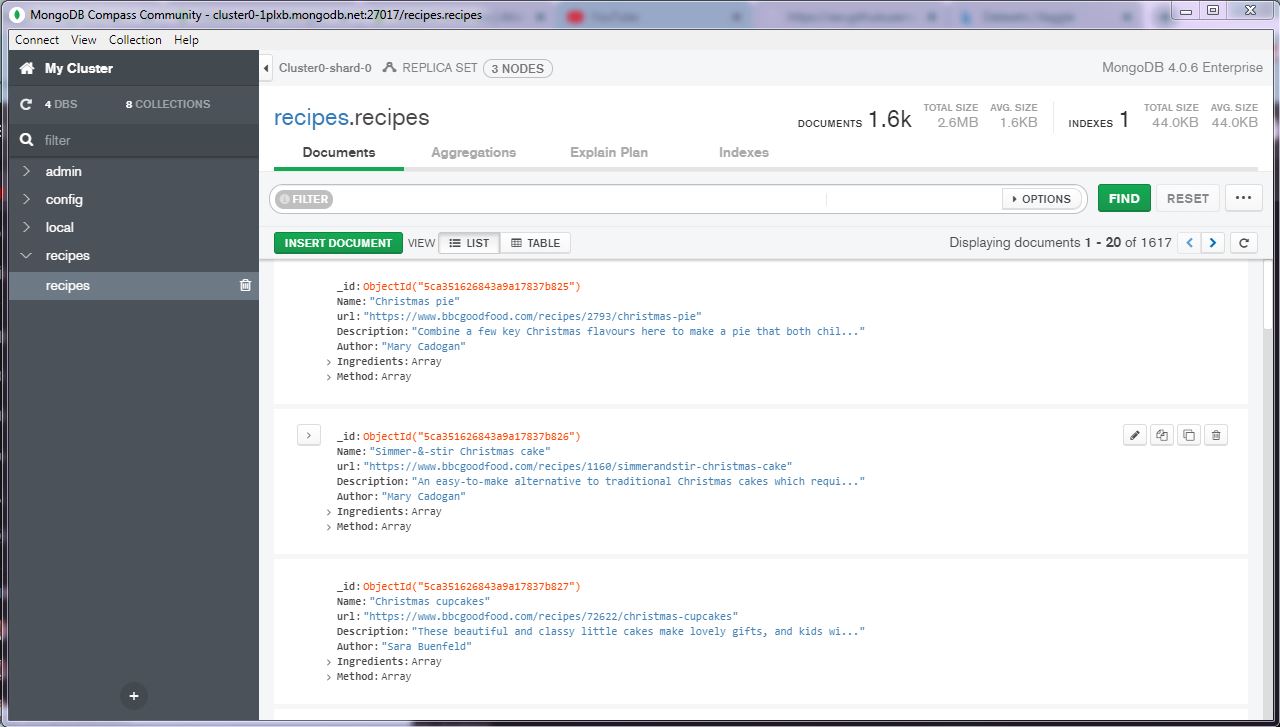 MongoDB Compass Community - cluster0-1plxb.mongodb.net:27017/recipes.recipes
Connect View Collection Help
My Cluster
4 DBS 8 COLLECTIONS
filter
admin
config
local
recipes
recipes
Cluster0-shard-0 REPLICA SET 3 NODES MongoDB 4.0.6 Enterprise
recipes.recipes
DOCUMENTS 1.6k TOTAL SIZE 2.6MB AVG. SIZE 1.6KB INDEXES 1 TOTAL SIZE 44.0KB AVG. SIZE 44.0KB
Documents Aggregations Explain Plan Indexes
FILTER OPTIONS FIND RESET ...
INSERT DOCUMENT VIEW LIST TABLE Displaying documents 1 - 20 of 1617
_id: ObjectId("5ca351626843a9a17837b825")
Name: "Christmas pie"
url: "https://www.bbcgoodfood.com/recipes/2793/christmas-pie"
Description: "Combine a few key Christmas flavours here to make a pie that both chil..."
Author: "Mary Cadogan"
Ingredients: Array
Method: Array
_id: ObjectId("5ca351626843a9a17837b826")
Name: "Simmer-&-stir Christmas cake"
url: "https://www.bbcgoodfood.com/recipes/1160/simmerandstir-christmas-cake"
Description: "An easy-to-make alternative to traditional Christmas cakes which requi..."
Author: "Mary Cadogan"
Ingredients: Array
Method: Array
_id: ObjectId("5ca351626843a9a17837b827")
Name: "Christmas cupcakes"
url: "https://www.bbcgoodfood.com/recipes/72622/christmas-cupcakes"
Description: "These beautiful and classy little cakes make lovely gifts, and kids wi..."
Author: "Sara Buenfeld"
Ingredients: Array
Method: Array